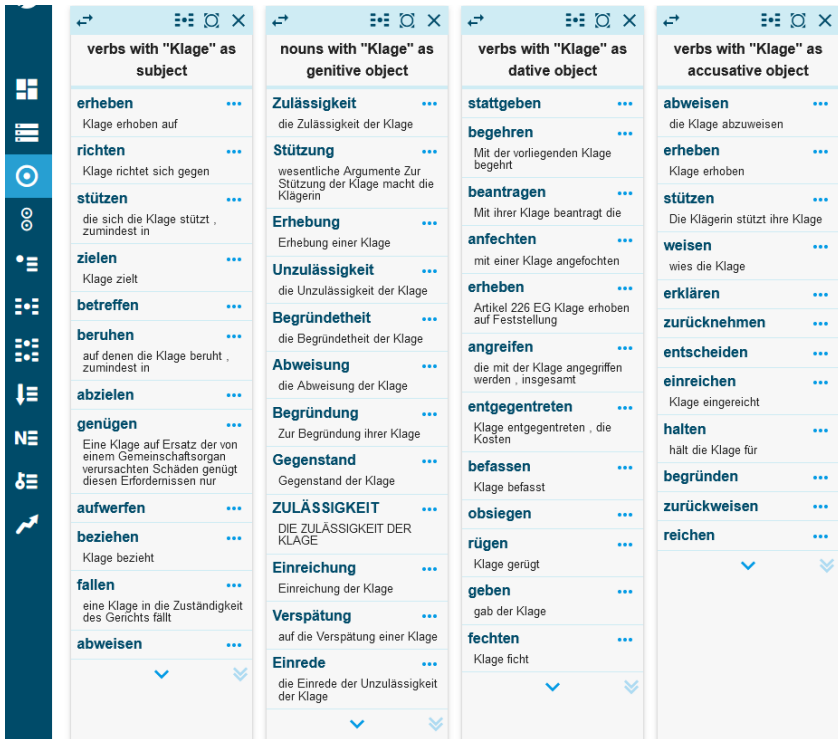 verbs with "Klage" as
subject
erheben
Klage erhoben auf
richten
Klage richtet sich gegen
stützen
die sich die Klage stützt ,
zumindest in
zielen
Klage zielt
betreffen
beruhen
auf denen die Klage beruht ,
zumindest in
abzielen
genügen
Eine Klage auf Ersatz der von
einem Gemeinschaftsorgan
verursachten Schäden genügt
diesen Erfordernissen nur
aufwerfen
beziehen
Klage bezieht
fallen
eine Klage in die Zuständigkeit
des Gerichts fällt
abweisen
nouns with "Klage" as
genitive object
Zulässigkeit
die Zulässigkeit der Klage
Stützung
wesentliche Argumente Zur
Stützung der Klage macht die
Klägerin
Erhebung
Erhebung einer Klage
Unzulässigkeit
die Unzulässigkeit der Klage
Begründetheit
die Begründetheit der Klage
Abweisung
die Abweisung der Klage
Begründung
Zur Begründung ihrer Klage
Gegenstand
Gegenstand der Klage
ZULÄSSIGKEIT
DIE ZULÄSSIGKEIT DER
KLAGE
Einreichung
Einreichung der Klage
Verspätung
auf die Verspätung einer Klage
Einrede
die Einrede der Unzulässigkeit
der Klage
verbs with "Klage" as
dative object
stattgeben
begehren
Mit der vorliegenden Klage
begehrt
beantragen
Mit ihrer Klage beantragt die
anfechten
mit einer Klage angefochten
erheben
Artikel 226 EG Klage erhoben
auf Feststellung
angreifen
die mit der Klage angegriffen
werden , insgesamt
entgegentreten
Klage entgegentreten , die
Kosten
befassen
Klage befasst
obsiegen
rügen
Klage gerügt
geben
gab der Klage
fechten
Klage ficht
verbs with "Klage" as
accusative object
abweisen
die Klage abzuweisen
erheben
Klage erhoben
stützen
Die Klägerin stützt ihre Klage
weisen
wies die Klage
erklären
zurücknehmen
entscheiden
einreichen
Klage eingereicht
halten
hält die Klage für
begründen
zurückweisen
reichen
N